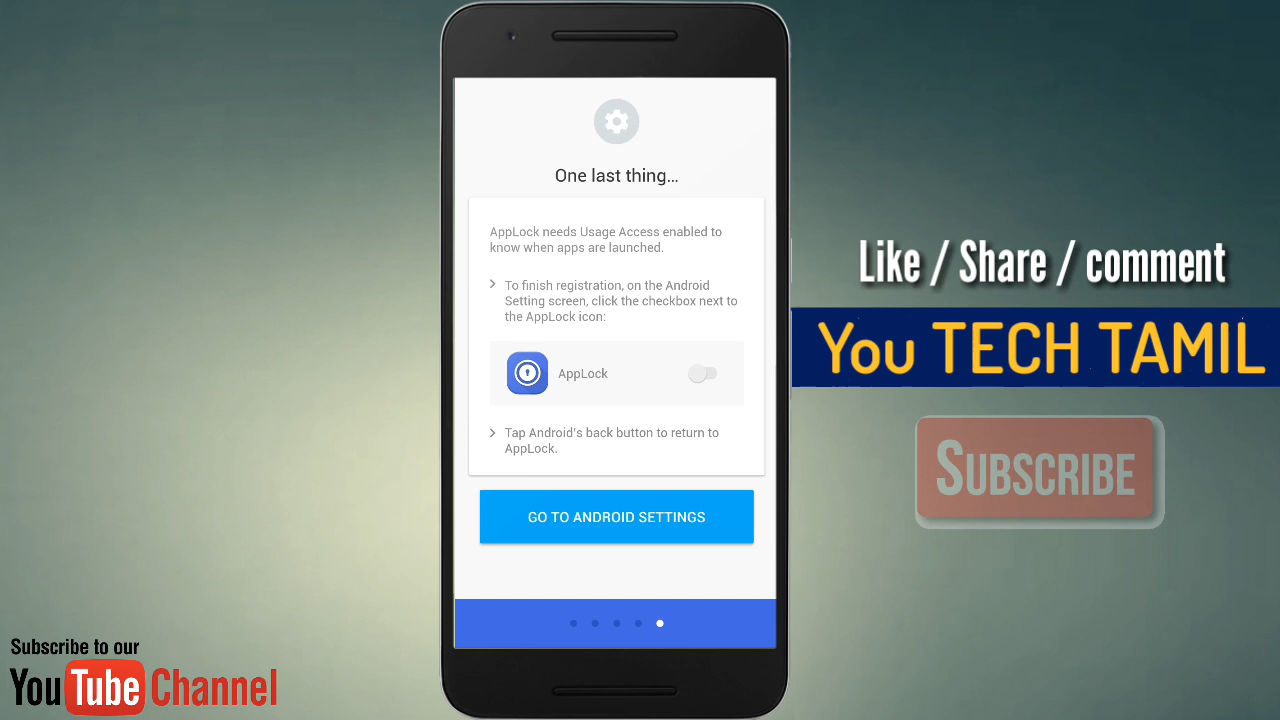 One last thing...
AppLock needs Usage Access enabled to
know when apps are launched.
To finish registration, on the Android
Setting screen, click the checkbox next to
the AppLock icon:
AppLock
Tap Android's back button to return to
AppLock.
GO TO ANDROID SETTINGS
Like / Share / comment
You TECH TAMIL
SUBSCRIBE
Subscribe to our
YouTube Channel